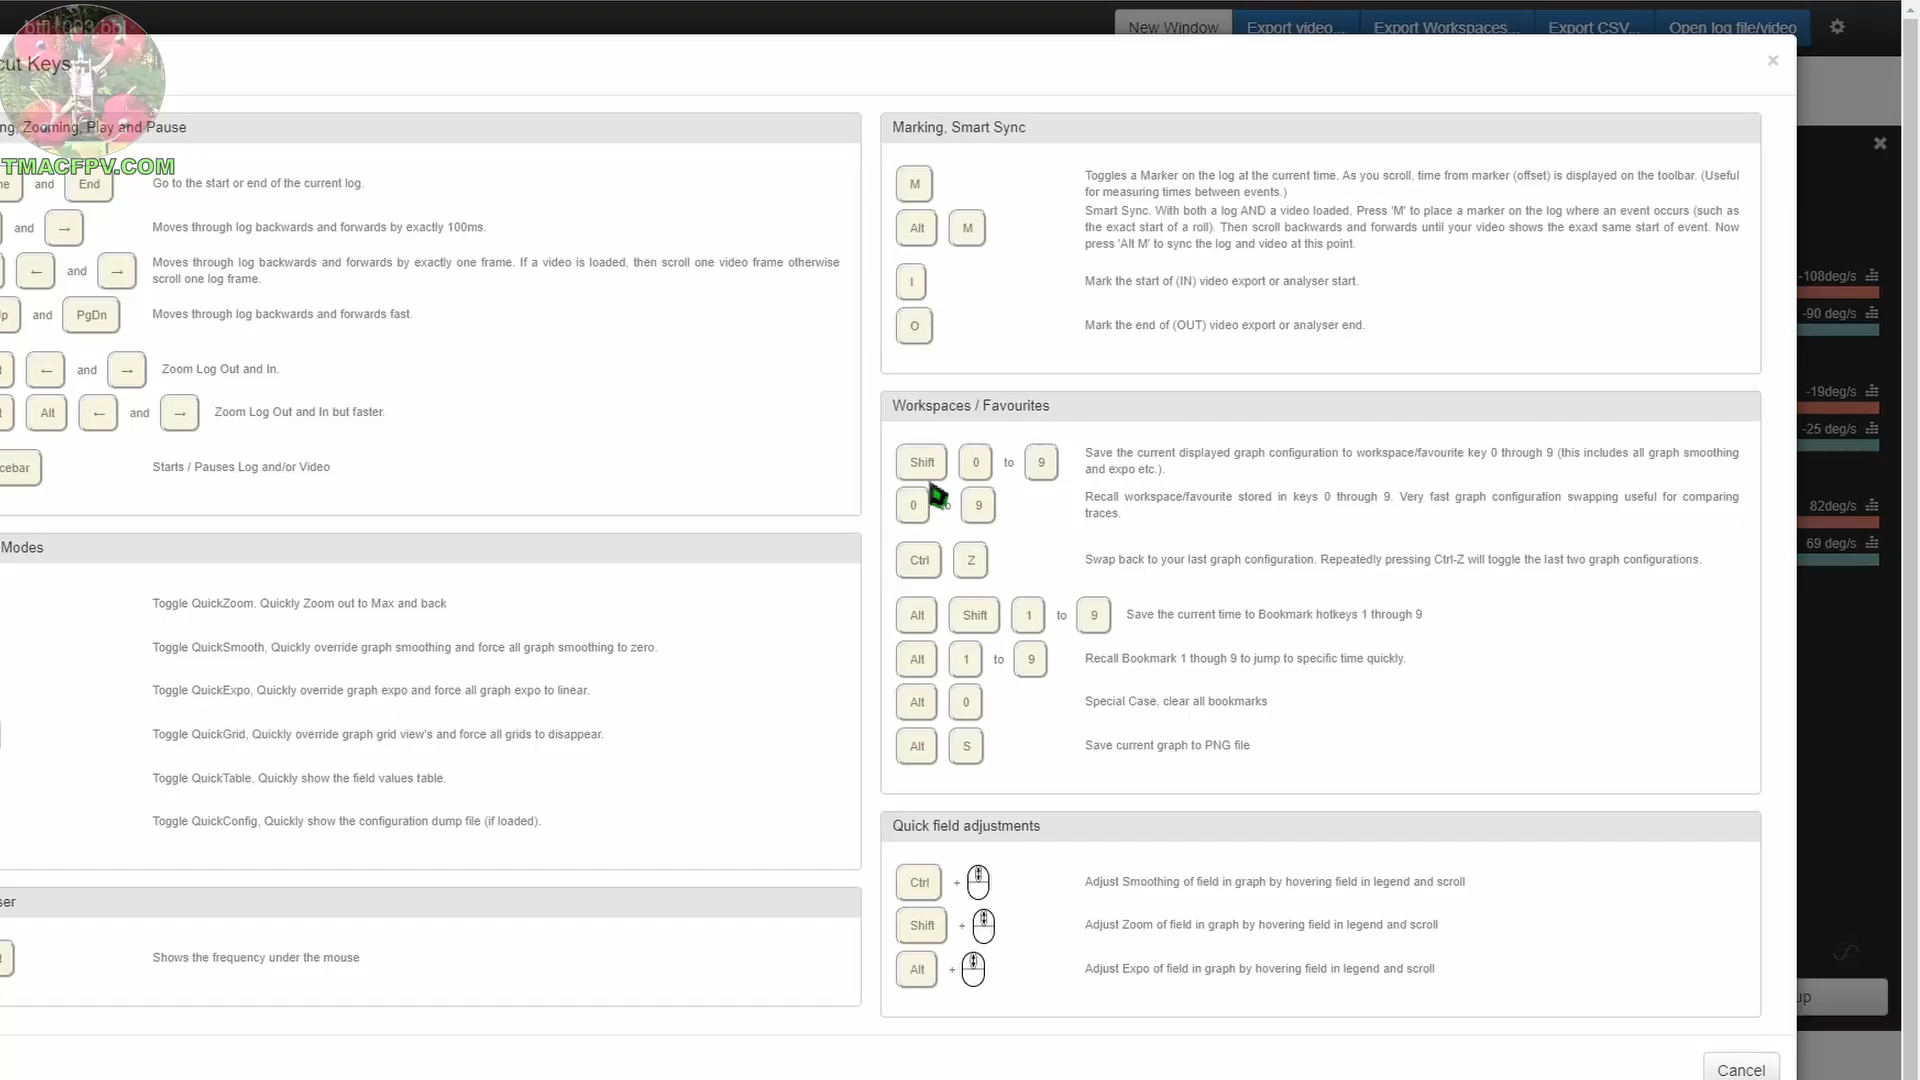 btfl_003.bbl
New Window Export video... Export Workspaces... Export CSV... Open log file/video
cut Keys
×
TMACFPV.COM
ng, Zooming, Play and Pause
me and End Go to the start or end of the current log.
and → Moves through log backwards and forwards by exactly 100ms.
← and → Moves through log backwards and forwards by exactly one frame. If a video is loaded, then scroll one video frame otherwise
scroll one log frame.
Up and PgDn Moves through log backwards and forwards fast.
← and → Zoom Log Out and In.
Alt ← and → Zoom Log Out and In but faster.
cebar Starts / Pauses Log and/or Video
Modes
Toggle QuickZoom. Quickly Zoom out to Max and back
Toggle QuickSmooth, Quickly override graph smoothing and force all graph smoothing to zero.
Toggle QuickExpo, Quickly override graph expo and force all graph expo to linear.
Toggle QuickGrid, Quickly override graph grid view's and force all grids to disappear.
Toggle QuickTable, Quickly show the field values table.
Toggle QuickConfig, Quickly show the configuration dump file (if loaded).
ser
Shows the frequency under the mouse
Marking, Smart Sync
M Toggles a Marker on the log at the current time. As you scroll, time from marker (offset) is displayed on the toolbar. (Useful
for measuring times between events.)
Alt M Smart Sync. With both a log AND a video loaded, Press 'M' to place a marker on the log where an event occurs (such as
the exact start of a roll). Then scroll backwards and forwards until your video shows the exaxt same start of event. Now
press 'Alt M' to sync the log and video at this point.
I Mark the start of (IN) video export or analyser start.
O Mark the end of (OUT) video export or analyser end.
Workspaces / Favourites
Shift 0 to 9 Save the current displayed graph configuration to workspace/favourite key 0 through 9 (this includes all graph smoothing
and expo etc.).
0 to 9 Recall workspace/favourite stored in keys 0 through 9. Very fast graph configuration swapping useful for comparing
traces.
Ctrl Z Swap back to your last graph configuration. Repeatedly pressing Ctrl-Z will toggle the last two graph configurations.
Alt Shift 1 to 9 Save the current time to Bookmark hotkeys 1 through 9
Alt 1 to 9 Recall Bookmark 1 though 9 to jump to specific time quickly.
Alt 0 Special Case, clear all bookmarks
Alt S Save current graph to PNG file
Quick field adjustments
Ctrl + Adjust Smoothing of field in graph by hovering field in legend and scroll
Shift + Adjust Zoom of field in graph by hovering field in legend and scroll
Alt + Adjust Expo of field in graph by hovering field in legend and scroll
Cancel
-108deg/s
-90 deg/s
-19deg/s
-25 deg/s
82deg/s
69 deg/s
up